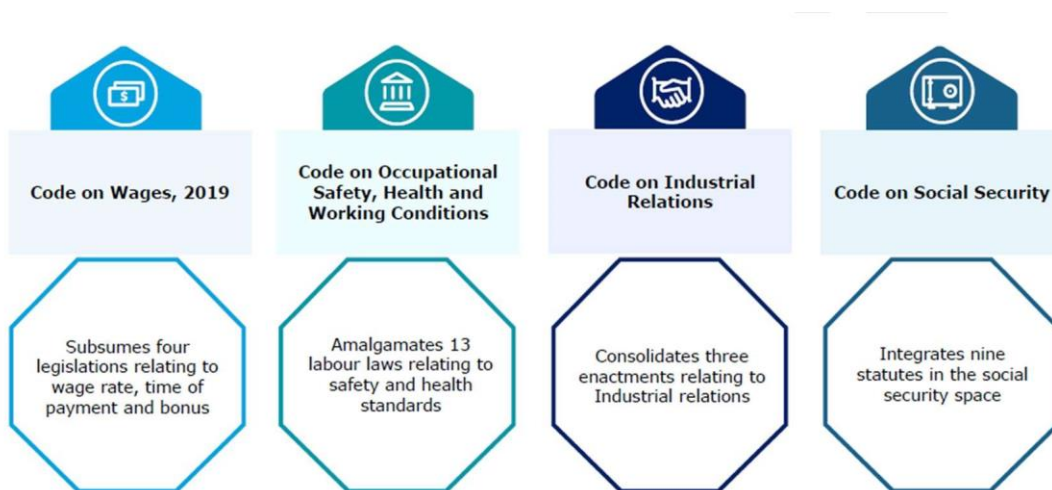 Code on Wages, 2019
Code on Occupational
Safety, Health and
Working Conditions
Code on Industrial
Relations
Code on Social Security
Subsumes four
legislations relating to
wage rate, time of
payment and bonus
Amalgamates 13
labour laws relating to
safety and health
standards
Consolidates three
enactments relating to
Industrial relations
Integrates nine
statutes in the social
security space